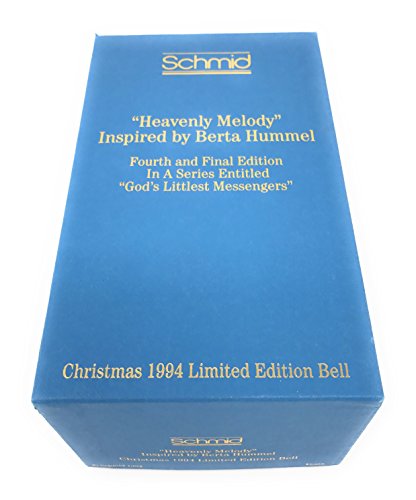 Schmid
“Heavenly Melody”
Inspired by Berta Hummel
Fourth and Final Edition
In A Series Entitled
“God's Littlest Messengers”
Christmas 1994 Limited Edition Bell
Schmid
“Heavenly Melody”
Inspired by Berta Hummel
Christmas 1994 Limited Edition Bell